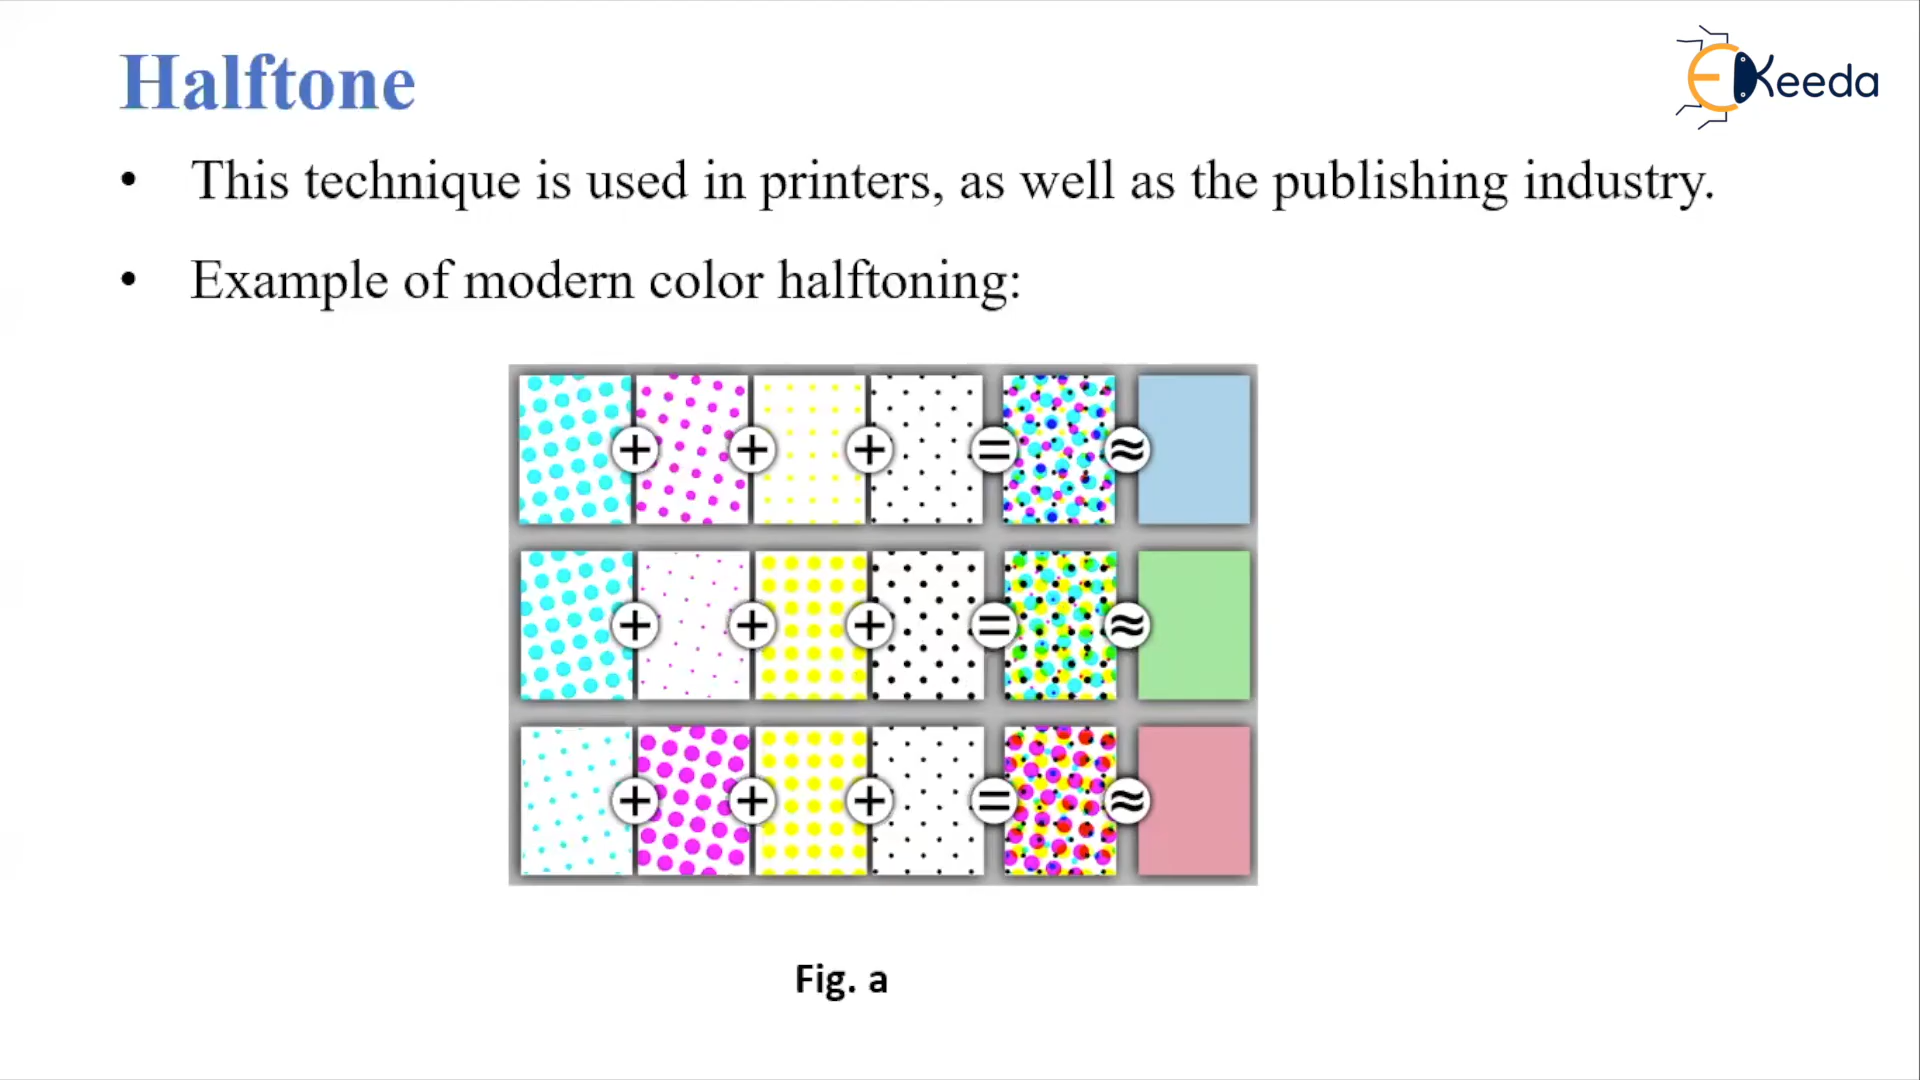 Halftone
EKeeda
• This technique is used in printers, as well as the publishing industry.
• Example of modern color halftoning:
+ + + = ≈
+ + + = ≈
+ + + = ≈
Fig. a